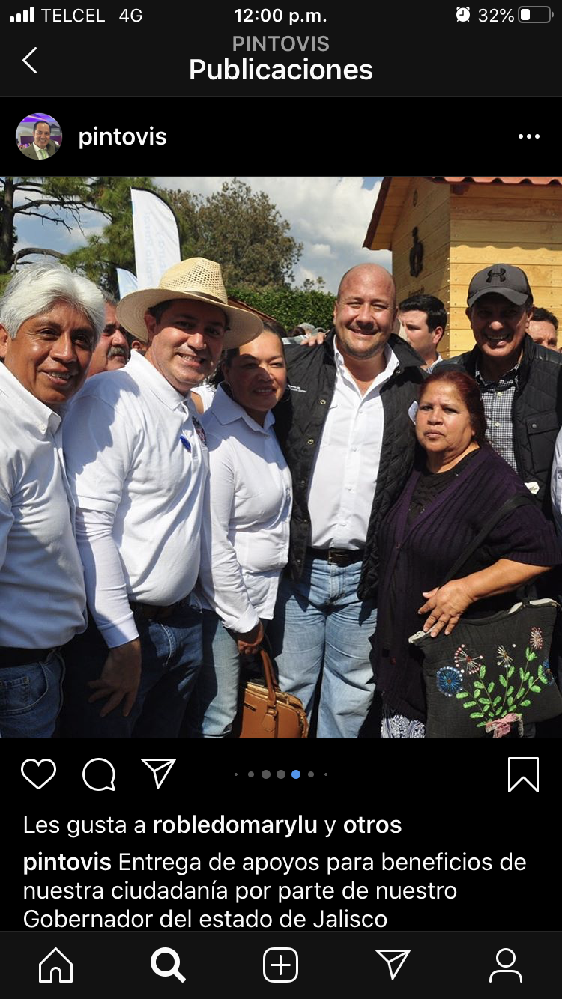 TELCEL 4G 12:00 p.m. 32%
PINTOVIS
Publicaciones
pintovis
Les gusta a robledomarylu y otros
pintovis Entrega de apoyos para beneficios de
nuestra ciudadanía por parte de nuestro
Gobernador del estado de Jalisco